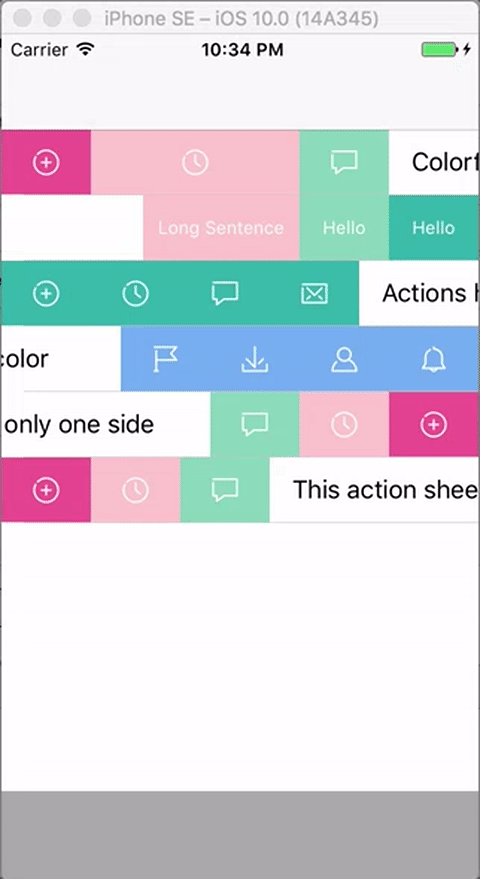 iPhone SE – iOS 10.0 (14A345)
Carrier 10:34 PM
Colorf
Long Sentence Hello Hello
Actions h
color
only one side
This action shee